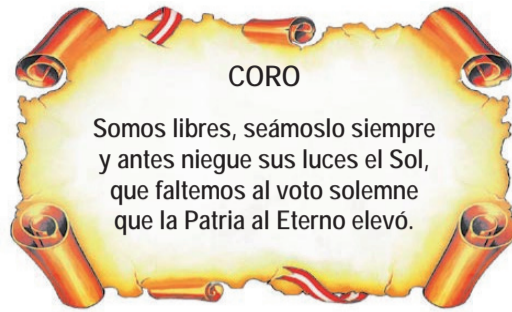 CORO
Somos libres, seámoslo siempre
y antes niegue sus luces el Sol,
que faltemos al voto solemne
que la Patria al Eterno elevó.